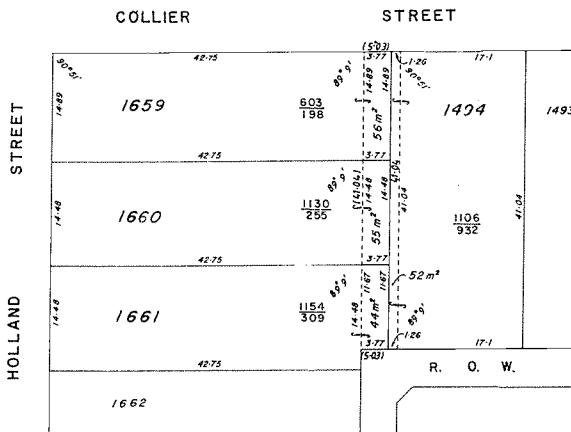 COLLIER STREET
(5·03)
42·75 3·77 1·26 17·1
90°51' 89°9' 90°51'
14·89 1659 603 14·89 14·89 1494 1493
198 56m²
42·75 3·77
STREET
14·48 1660 1130 89°9' (41·04) 14·48 14·48 41·04 41·04 1106 41·04
255 55m² 932
42·75 3·77
HOLLAND
14·48 1661 1154 89°9' 14·48 11·67 11·67 52m²
309 44m² 89°9'
3·77 1·26 17·1
(5·03)
42·75 R. O. W.
1662